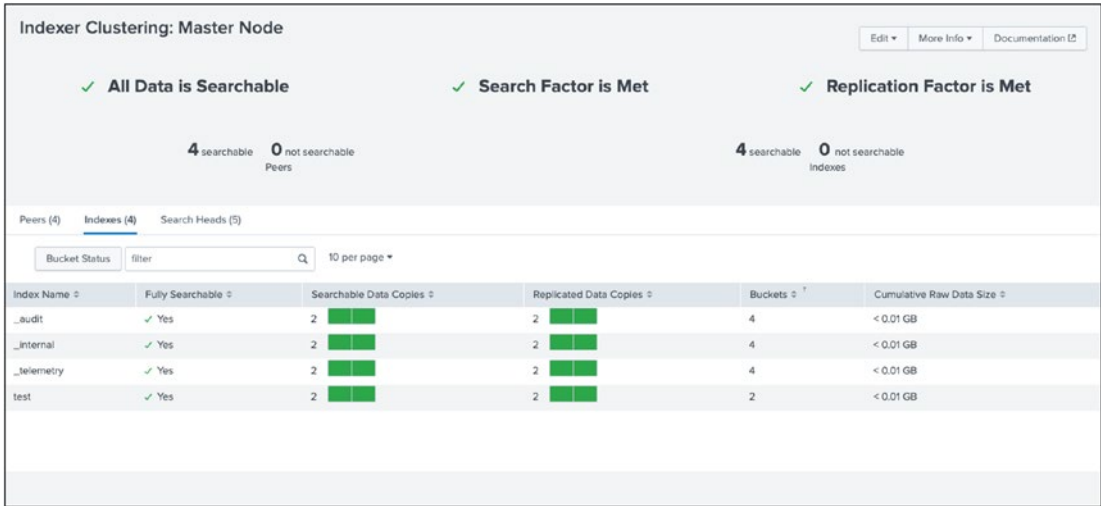 Indexer Clustering: Master Node
Edit More Info Documentation
All Data is Searchable Search Factor is Met Replication Factor is Met
4 searchable 0 not searchable 4 searchable 0 not searchable
Peers Indexes
Peers (4) Indexes (4) Search Heads (5)
Bucket Status filter 10 per page
Index Name Fully Searchable Searchable Data Copies Replicated Data Copies Buckets Cumulative Raw Data Size
_audit Yes 2 2 4 < 0.01 GB
_internal Yes 2 2 4 < 0.01 GB
_telemetry Yes 2 2 4 < 0.01 GB
test Yes 2 2 2 < 0.01 GB